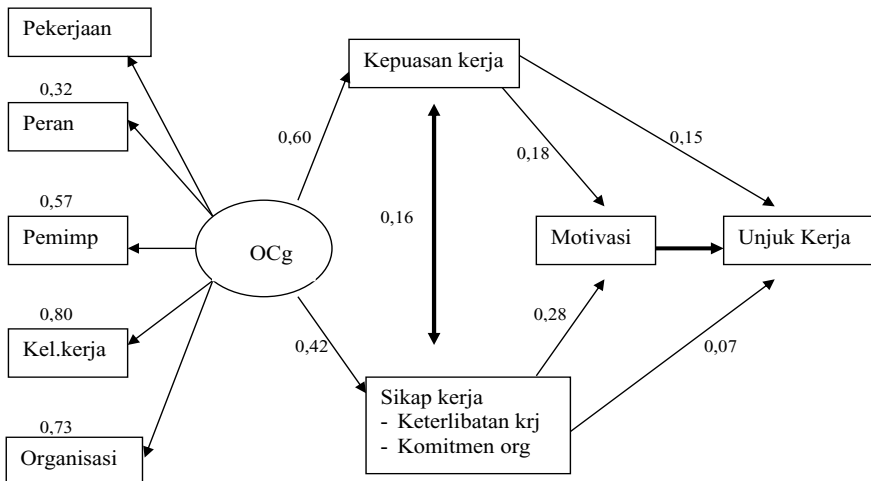 Pekerjaan
0,32
Peran
0,57
Pemimp
0,80
Kel.kerja
0,73
Organisasi
OCg
0,60
0,42
Kepuasan kerja
0,16
Sikap kerja
- Keterlibatan krj
- Komitmen org
0,18
0,15
0,28
0,07
Motivasi
Unjuk Kerja